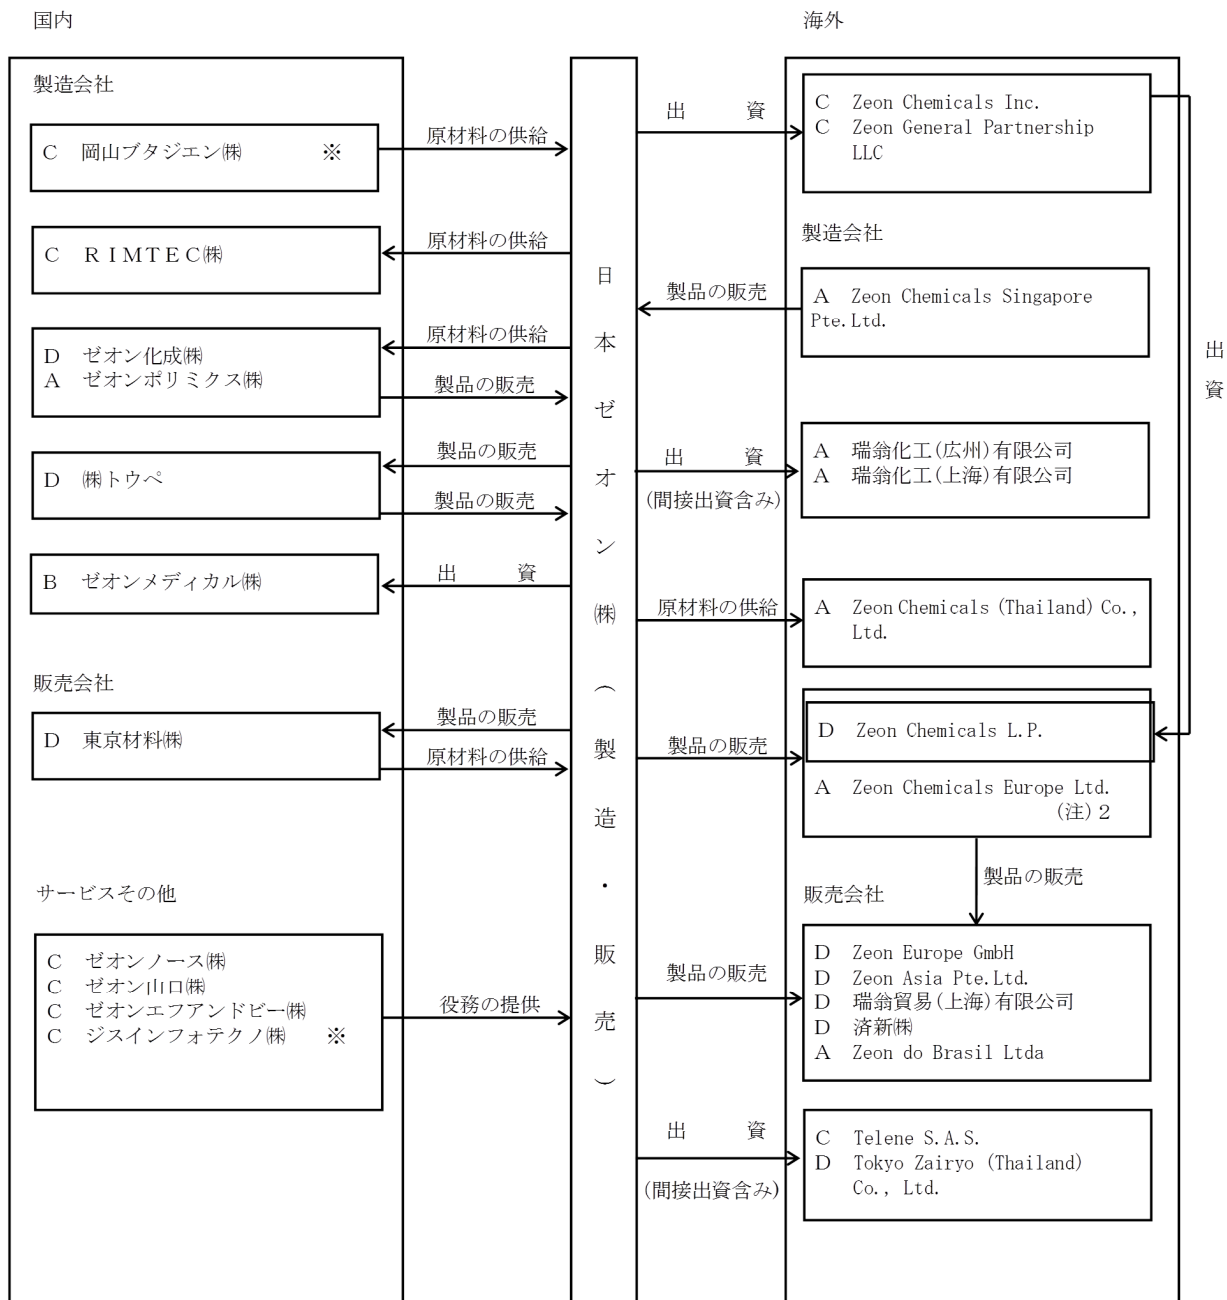 国内
製造会社
C 岡山ブタジエン㈱ ※
原材料の供給
C ＲＩＭＴＥＣ㈱
原材料の供給
D ゼオン化成㈱
A ゼオンポリミクス㈱
原材料の供給
製品の販売
D ㈱トウペ
製品の販売
製品の販売
B ゼオンメディカル㈱
出 資
販売会社
D 東京材料㈱
製品の販売
原材料の供給
サービスその他
C ゼオンノース㈱
C ゼオン山口㈱
C ゼオンエフアンドビー㈱
C ジスインフォテクノ㈱ ※
役務の提供
日本ゼオン㈱（製造・販売）
海外
出 資
C Zeon Chemicals Inc.
C Zeon General Partnership
LLC
出資
製造会社
製品の販売
A Zeon Chemicals Singapore
Pte.Ltd.
出 資
(間接出資含み)
A 瑞翁化工(広州)有限公司
A 瑞翁化工(上海)有限公司
原材料の供給
A Zeon Chemicals (Thailand) Co.,
Ltd.
製品の販売
D Zeon Chemicals L.P.
A Zeon Chemicals Europe Ltd.
(注)２
製品の販売
販売会社
製品の販売
D Zeon Europe GmbH
D Zeon Asia Pte.Ltd.
D 瑞翁貿易(上海)有限公司
D 済新㈱
A Zeon do Brasil Ltda
出 資
(間接出資含み)
C Telene S.A.S.
D Tokyo Zairyo (Thailand)
Co., Ltd.